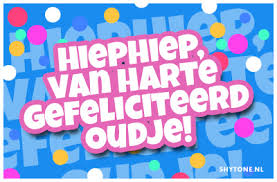 HIEPHIEP,
VAN HARTE
GEFELICITEERD
OUDJE!
SHYTONE.NL